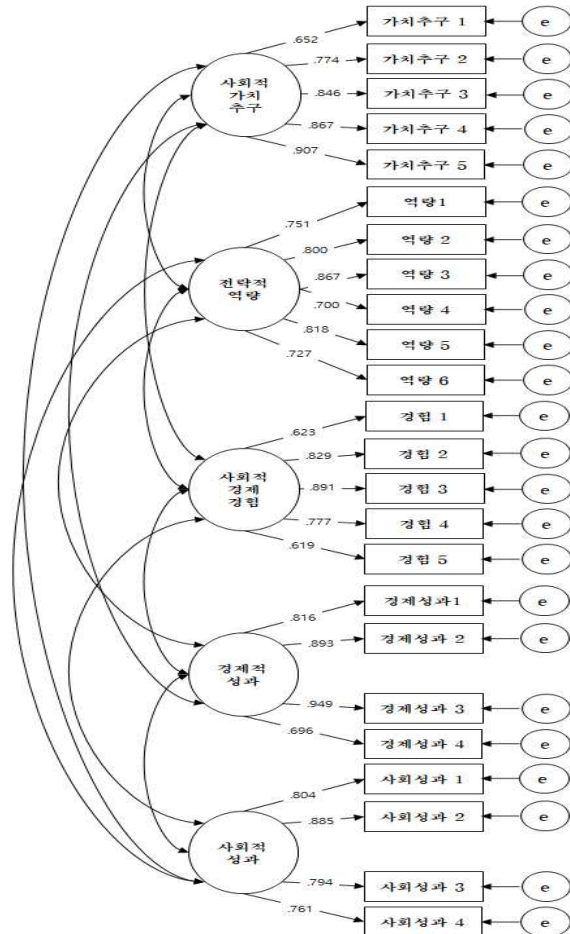 사회적
가치
추구
.652
.774
.846
.867
.907
가치추구 1
가치추구 2
가치추구 3
가치추구 4
가치추구 5
e
e
e
e
e
전략적
역량
.751
.800
.867
.700
.818
.727
역량1
역량 2
역량 3
역량 4
역량 5
역량 6
e
e
e
e
e
e
사회적
경제
경험
.623
.829
.891
.777
.619
경험 1
경험 2
경험 3
경험 4
경험 5
e
e
e
e
e
경제적
성과
.816
.893
.949
.696
경제성과1
경제성과 2
경제성과 3
경제성과 4
e
e
e
e
사회적
성과
.804
.885
.794
.761
사회성과 1
사회성과 2
사회성과 3
사회성과 4
e
e
e
e